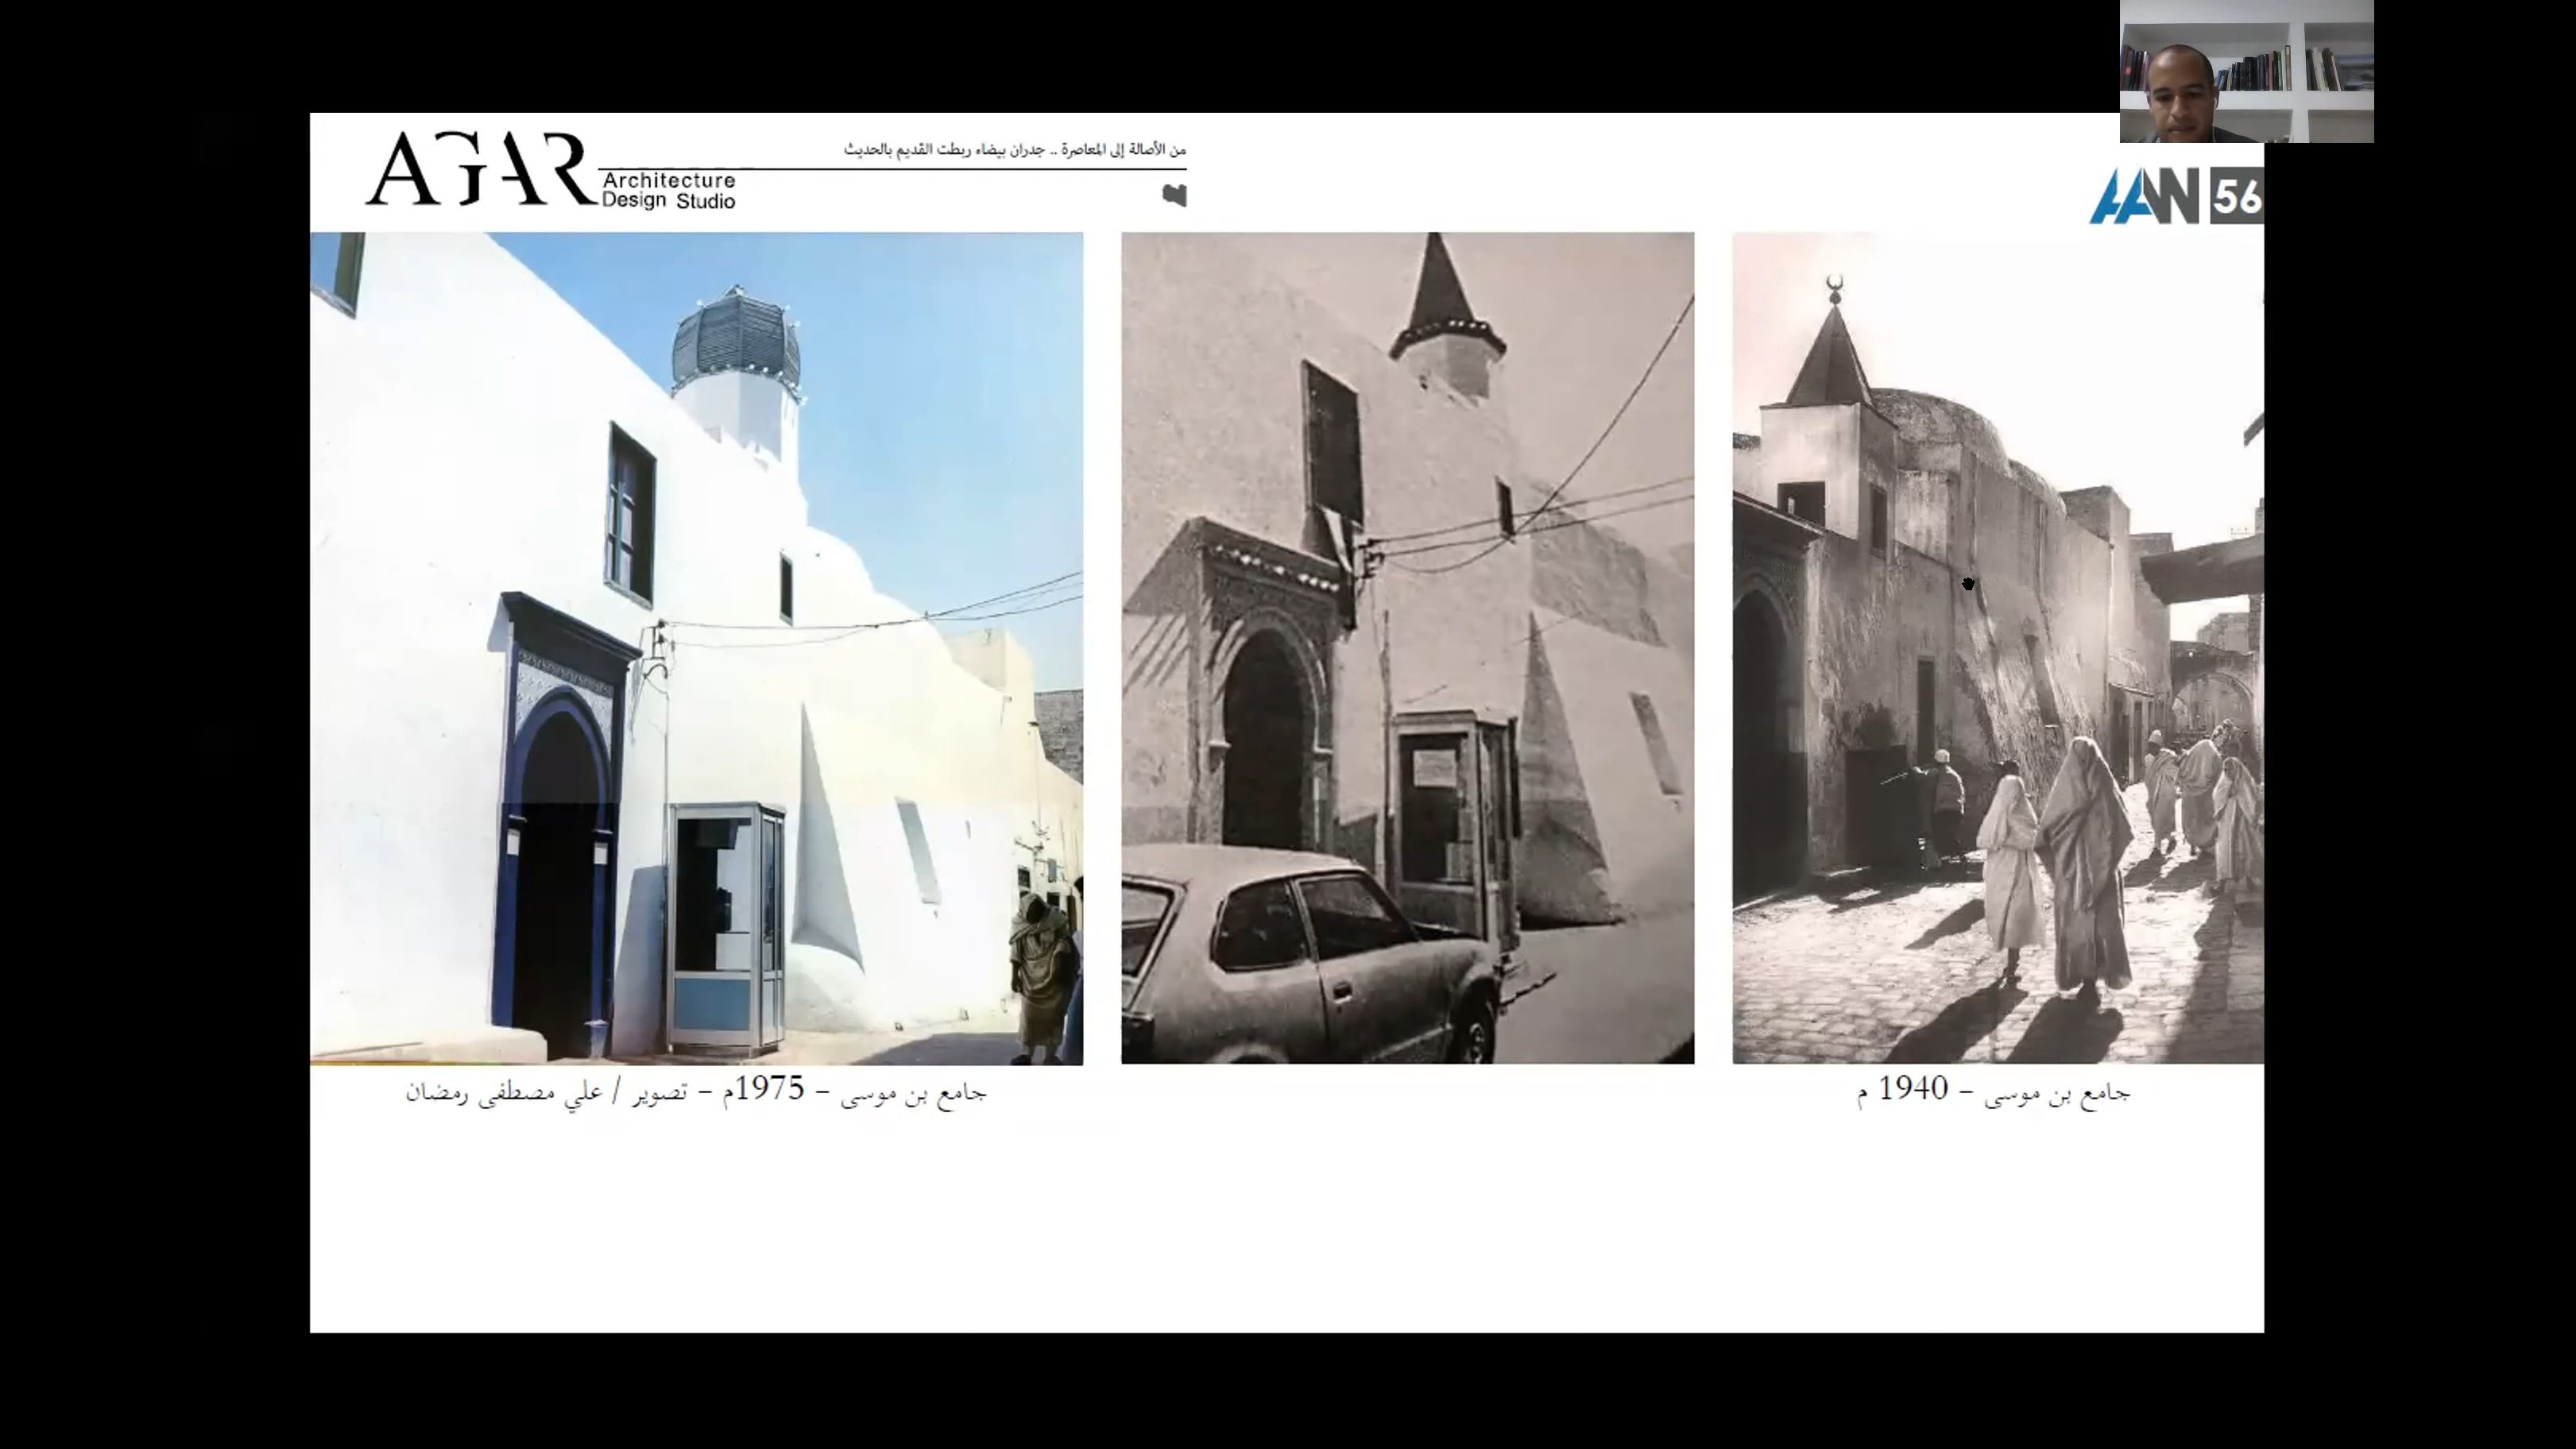 AGAR
Architecture
Design Studio
من الأصالة إلى المعاصرة .. جدران بيضاء ربطت القديم بالحديث
AAN 56
جامع بن موسى – 1940 م
جامع بن موسى – 1975م – تصوير / علي مصطفى رمضان